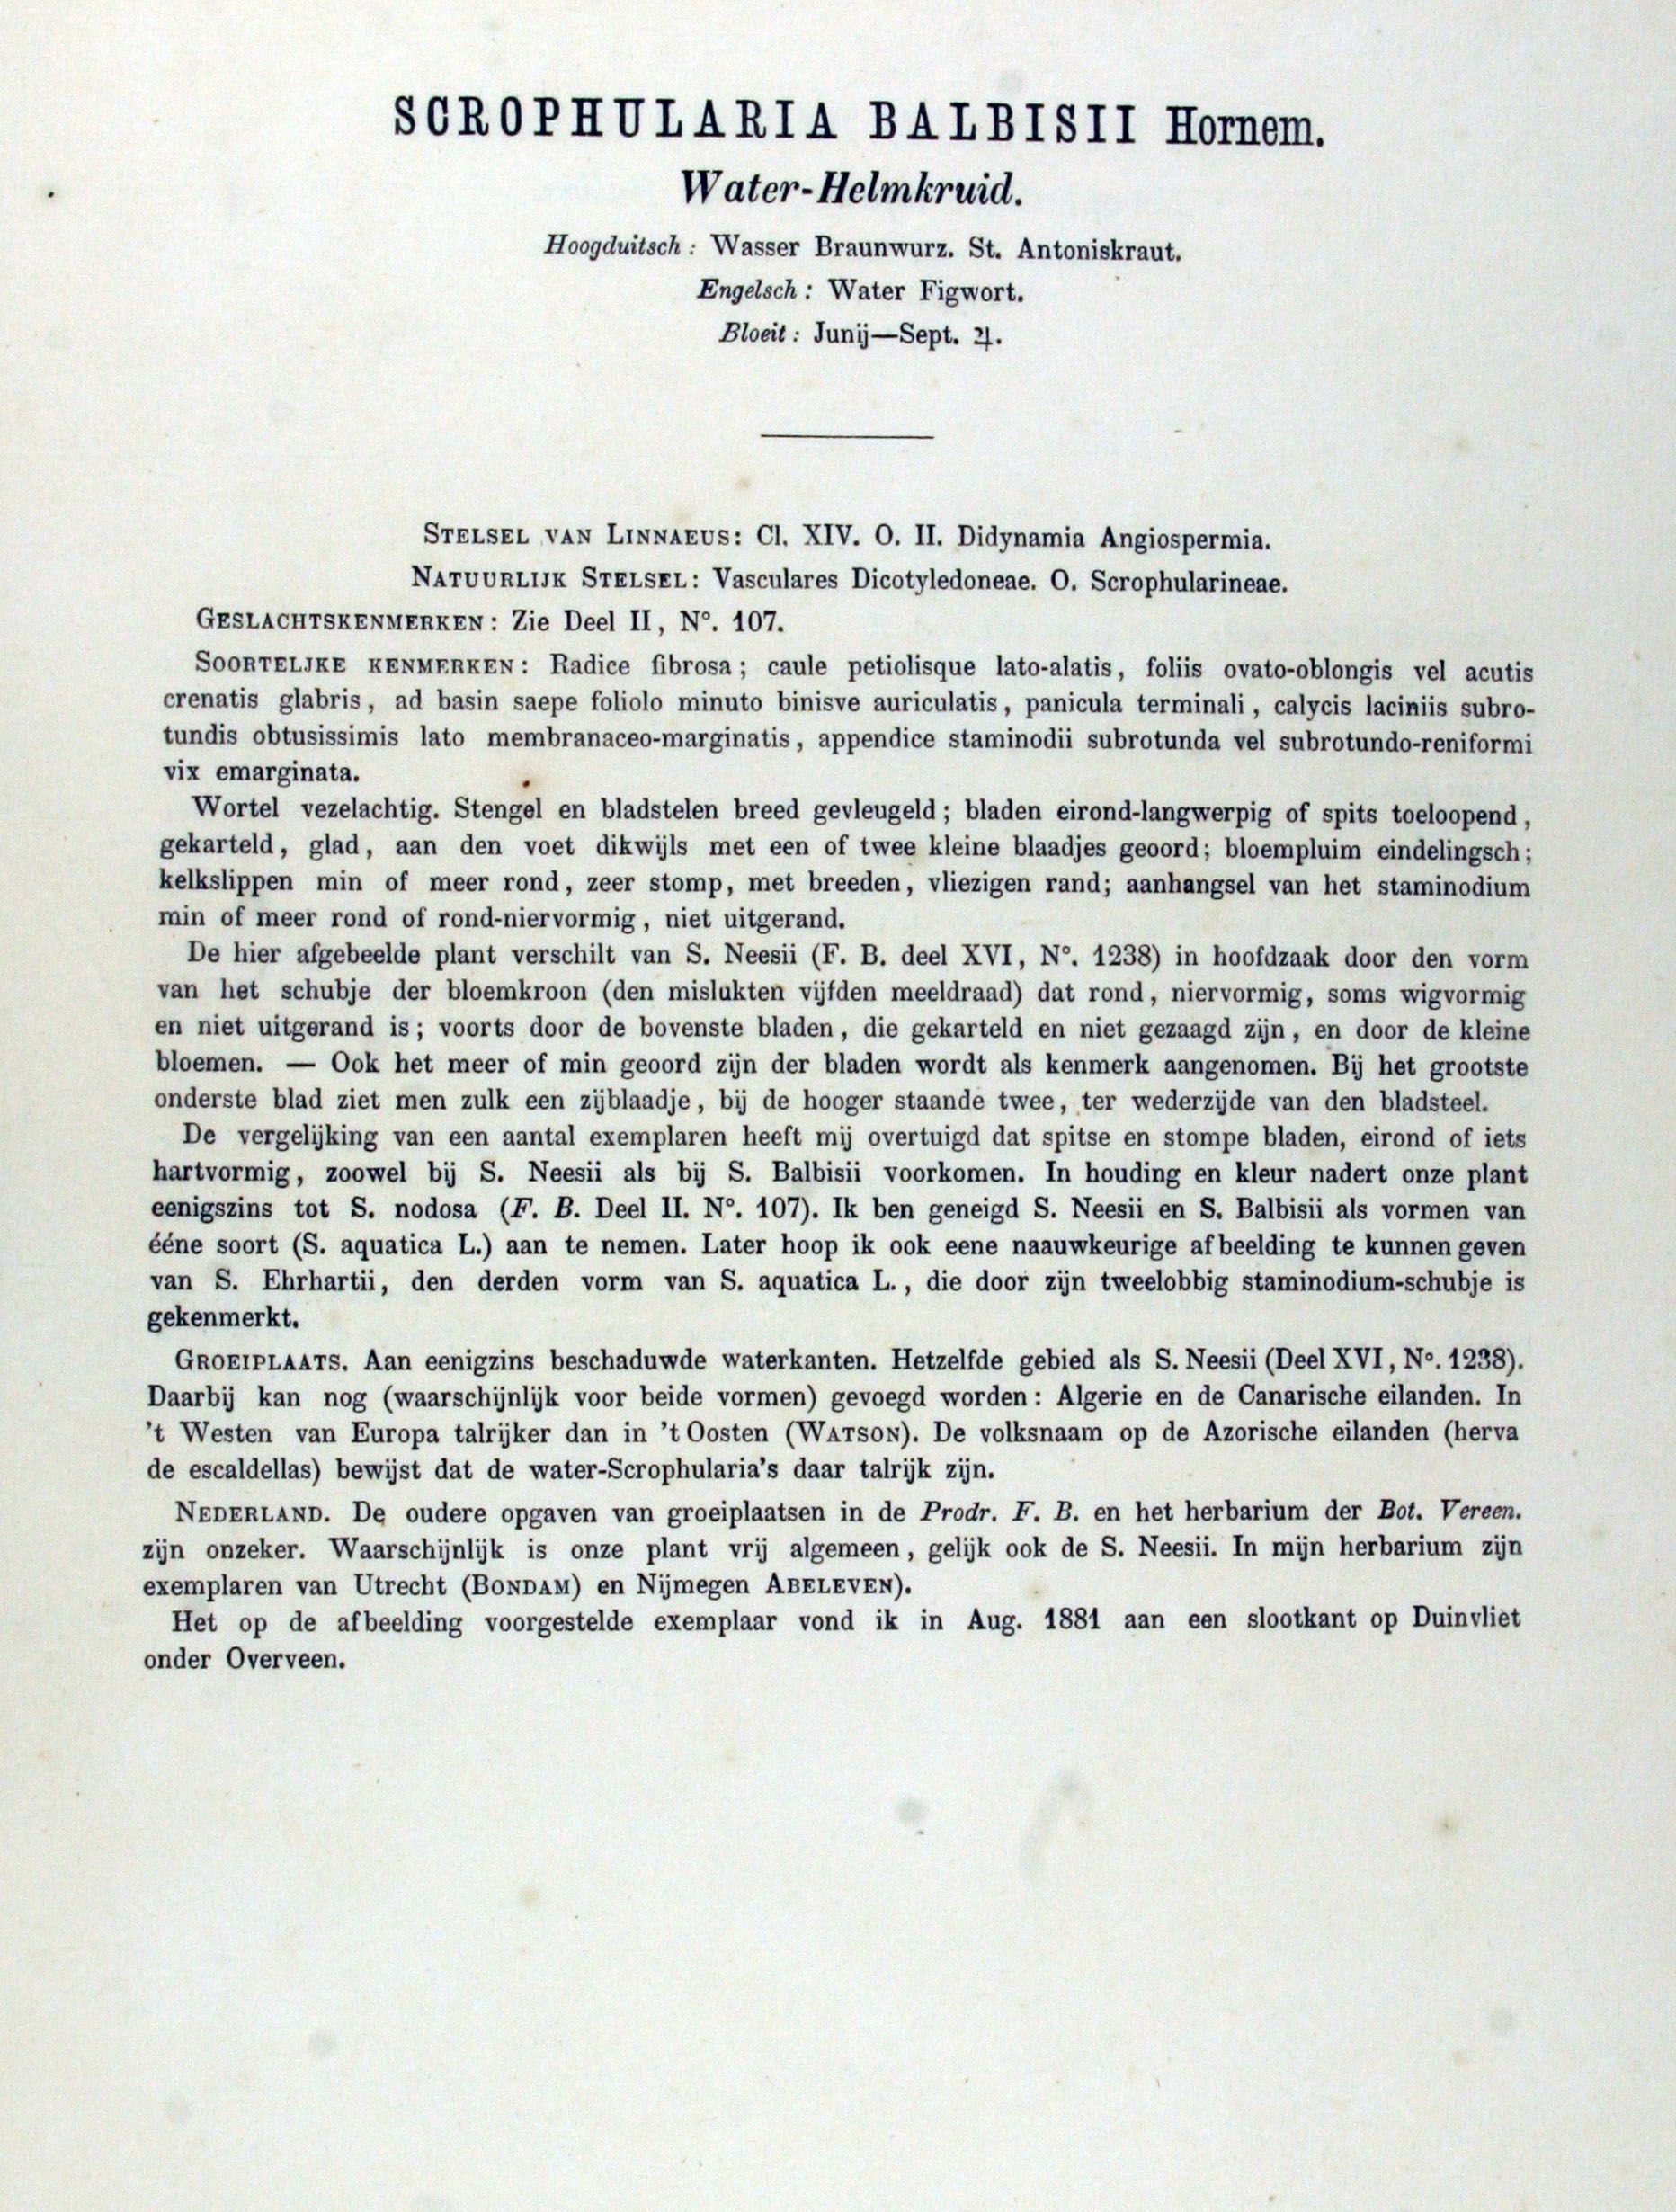 SCROPHULARIA BALBISII Hornem.
Water-Helmkruid.
Hoogduitsch: Wasser Braunwurz. St. Antoniskraut.
Engelsch: Water Figwort.
Bloeit: Junij—Sept. ♃.
STELSEL VAN LINNAEUS: Cl. XIV. O. II. Didynamia Angiospermia.
NATUURLIJK STELSEL: Vasculares Dicotyledoneae. O. Scrophularineae.
GESLACHTSKENMERKEN: Zie Deel II, N°. 107.
SOORTELJKE KENMERKEN: Radice fibrosa; caule petiolisque lato-alatis, foliis ovato-oblongis vel acutis
crenatis glabris, ad basin saepe foliolo minuto binisve auriculatis, panicula terminali, calycis laciniis subro-
tundis obtusissimis lato membranaceo-marginatis, appendice staminodii subrotunda vel subrotundo-reniformi
vix emarginata.
Wortel vezelachtig. Stengel en bladstelen breed gevleugeld; bladen eirond-langwerpig of spits toeloopend,
gekarteld, glad, aan den voet dikwijls met een of twee kleine blaadjes geoord; bloempluim eindelingsch;
kelkslippen min of meer rond, zeer stomp, met breeden, vliezigen rand; aanhangsel van het staminodium
min of meer rond of rond-niervormig, niet uitgerand.
De hier afgebeelde plant verschilt van S. Neesii (F. B. deel XVI, N°. 1238) in hoofdzaak door den vorm
van het schubje der bloemkroon (den mislukten vijfden meeldraad) dat rond, niervormig, soms wigvormig
en niet uitgerand is; voorts door de bovenste bladen, die gekarteld en niet gezaagd zijn, en door de kleine
bloemen. — Ook het meer of min geoord zijn der bladen wordt als kenmerk aangenomen. Bij het grootste
onderste blad ziet men zulk een zijblaadje, bij de hooger staande twee, ter wederzijde van den bladsteel.
De vergelijking van een aantal exemplaren heeft mij overtuigd dat spitse en stompe bladen, eirond of iets
hartvormig, zoowel bij S. Neesii als bij S. Balbisii voorkomen. In houding en kleur nadert onze plant
eenigszins tot S. nodosa (F. B. Deel II. N°. 107). Ik ben geneigd S. Neesii en S. Balbisii als vormen van
ééne soort (S. aquatica L.) aan te nemen. Later hoop ik ook eene naauwkeurige afbeelding te kunnen geven
van S. Ehrhartii, den derden vorm van S. aquatica L., die door zijn tweelobbig staminodium-schubje is
gekenmerkt.
GROEIPLAATS. Aan eenigzins beschaduwde waterkanten. Hetzelfde gebied als S. Neesii (Deel XVI, N°. 1238).
Daarbij kan nog (waarschijnlijk voor beide vormen) gevoegd worden: Algerie en de Canarische eilanden. In
't Westen van Europa talrijker dan in 't Oosten (WATSON). De volksnaam op de Azorische eilanden (herva
de escaldellas) bewijst dat de water-Scrophularia's daar talrijk zijn.
NEDERLAND. De oudere opgaven van groeiplaatsen in de Prodr. F. B. en het herbarium der Bot. Vereen.
zijn onzeker. Waarschijnlijk is onze plant vrij algemeen, gelijk ook de S. Neesii. In mijn herbarium zijn
exemplaren van Utrecht (BONDAM) en Nijmegen ABELEVEN).
Het op de afbeelding voorgestelde exemplaar vond ik in Aug. 1881 aan een slootkant op Duinvliet
onder Overveen.